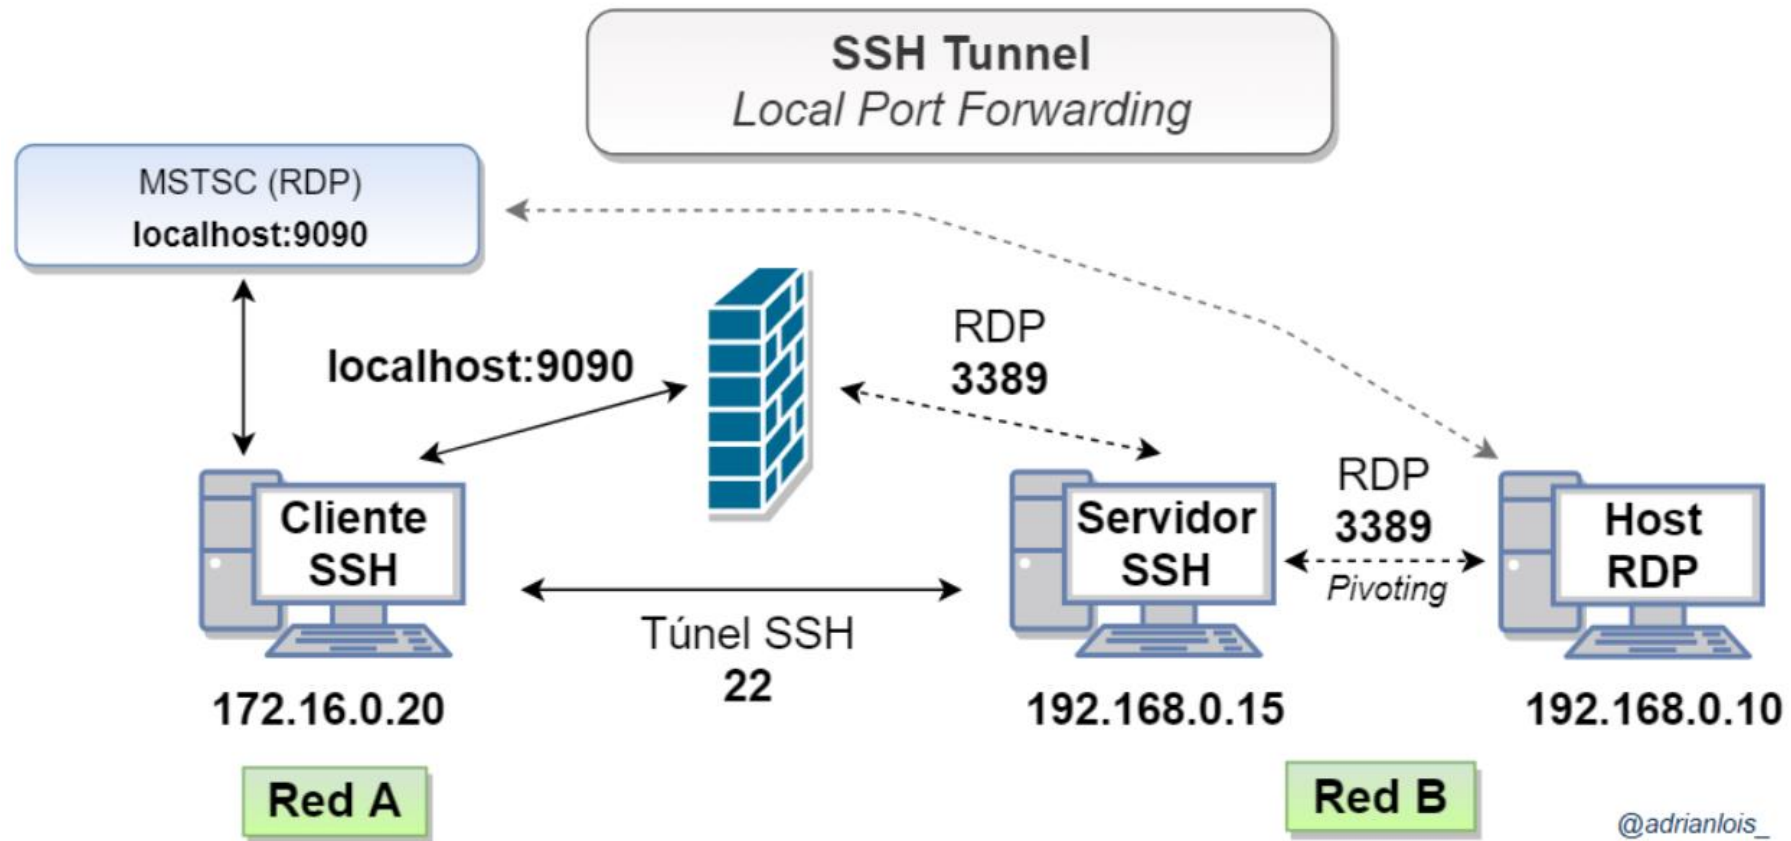 SSH Tunnel
Local Port Forwarding
MSTSC (RDP)
localhost:9090
localhost:9090
RDP
3389
Cliente
SSH
Servidor
SSH
RDP
3389
Pivoting
Host
RDP
Túnel SSH
22
172.16.0.20
192.168.0.15
192.168.0.10
Red A
Red B
@adrianlois_